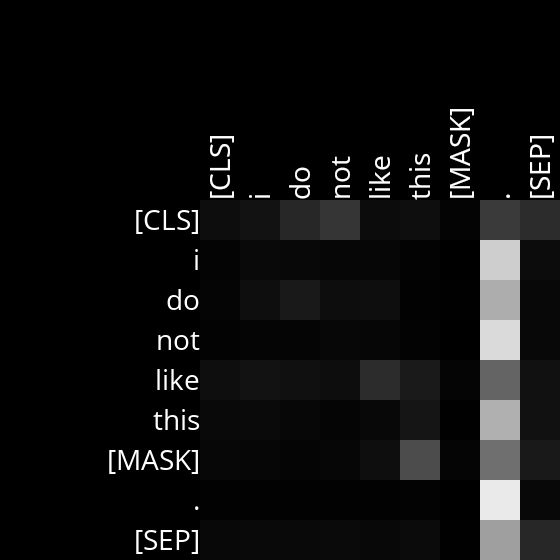 [CLS] i do not like this [MASK] . [SEP]
[CLS]
i
do
not
like
this
[MASK]
.
[SEP]